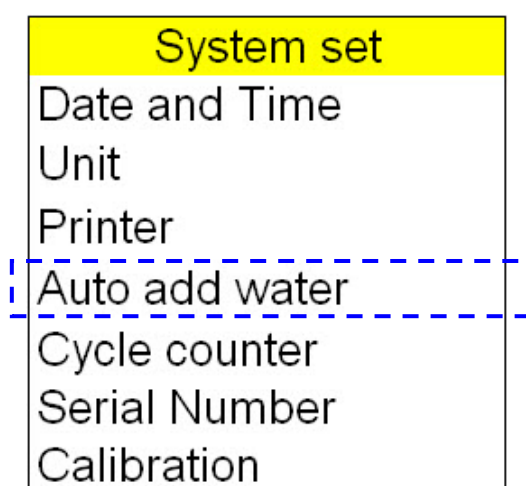 System set
Date and Time
Unit
Printer
Auto add water
Cycle counter
Serial Number
Calibration